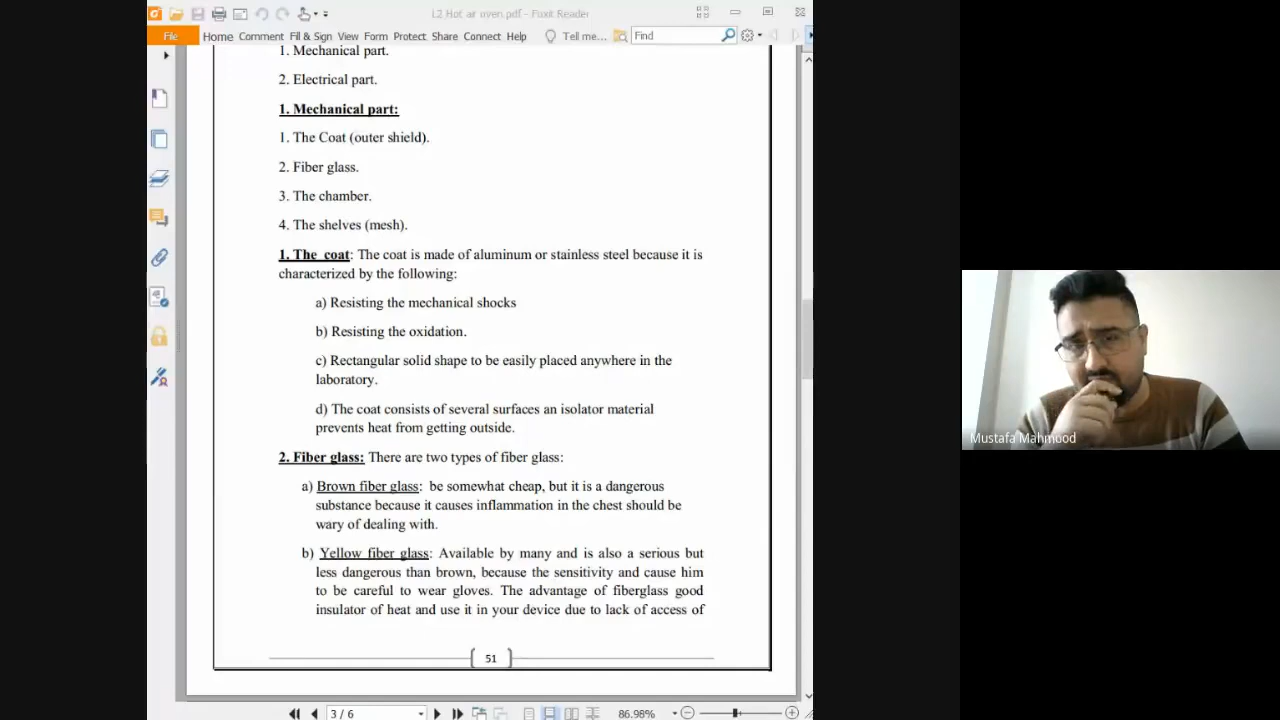 L2 Hot air oven.pdf - Foxit Reader
File Home Comment Fill & Sign View Form Protect Share Connect Help Tell me... Find
1. Mechanical part.
2. Electrical part.
1. Mechanical part:
1. The Coat (outer shield).
2. Fiber glass.
3. The chamber.
4. The shelves (mesh).
1. The coat: The coat is made of aluminum or stainless steel because it is
characterized by the following:
a) Resisting the mechanical shocks
b) Resisting the oxidation.
c) Rectangular solid shape to be easily placed anywhere in the
laboratory.
d) The coat consists of several surfaces an isolator material
prevents heat from getting outside.
2. Fiber glass: There are two types of fiber glass:
a) Brown fiber glass: be somewhat cheap, but it is a dangerous
substance because it causes inflammation in the chest should be
wary of dealing with.
b) Yellow fiber glass: Available by many and is also a serious but
less dangerous than brown, because the sensitivity and cause him
to be careful to wear gloves. The advantage of fiberglass good
insulator of heat and use it in your device due to lack of access of
51
3 / 6
86.98%
Mustafa Mahmood